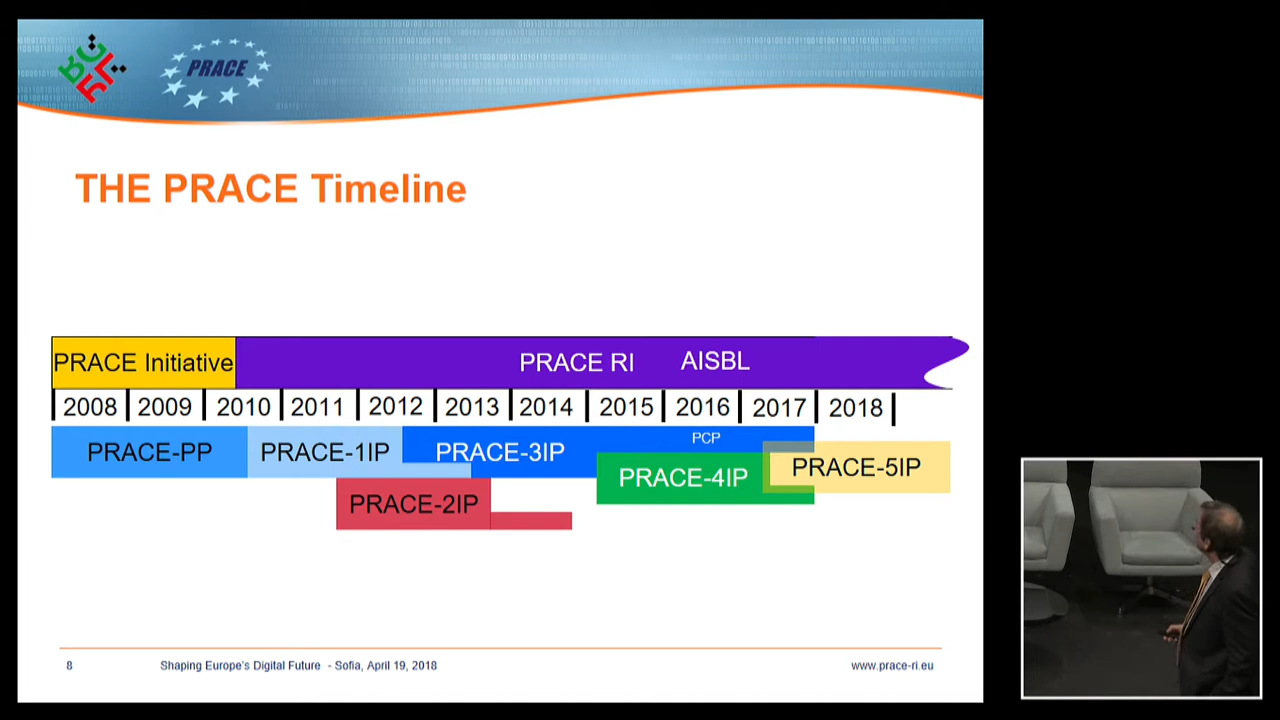 PRACE
THE PRACE Timeline
PRACE Initiative PRACE RI AISBL
2008 2009 2010 2011 2012 2013 2014 2015 2016 2017 2018
PRACE-PP PRACE-1IP PRACE-3IP PCP
PRACE-4IP PRACE-5IP
PRACE-2IP
8 Shaping Europe's Digital Future - Sofia, April 19, 2018 www.prace-ri.eu